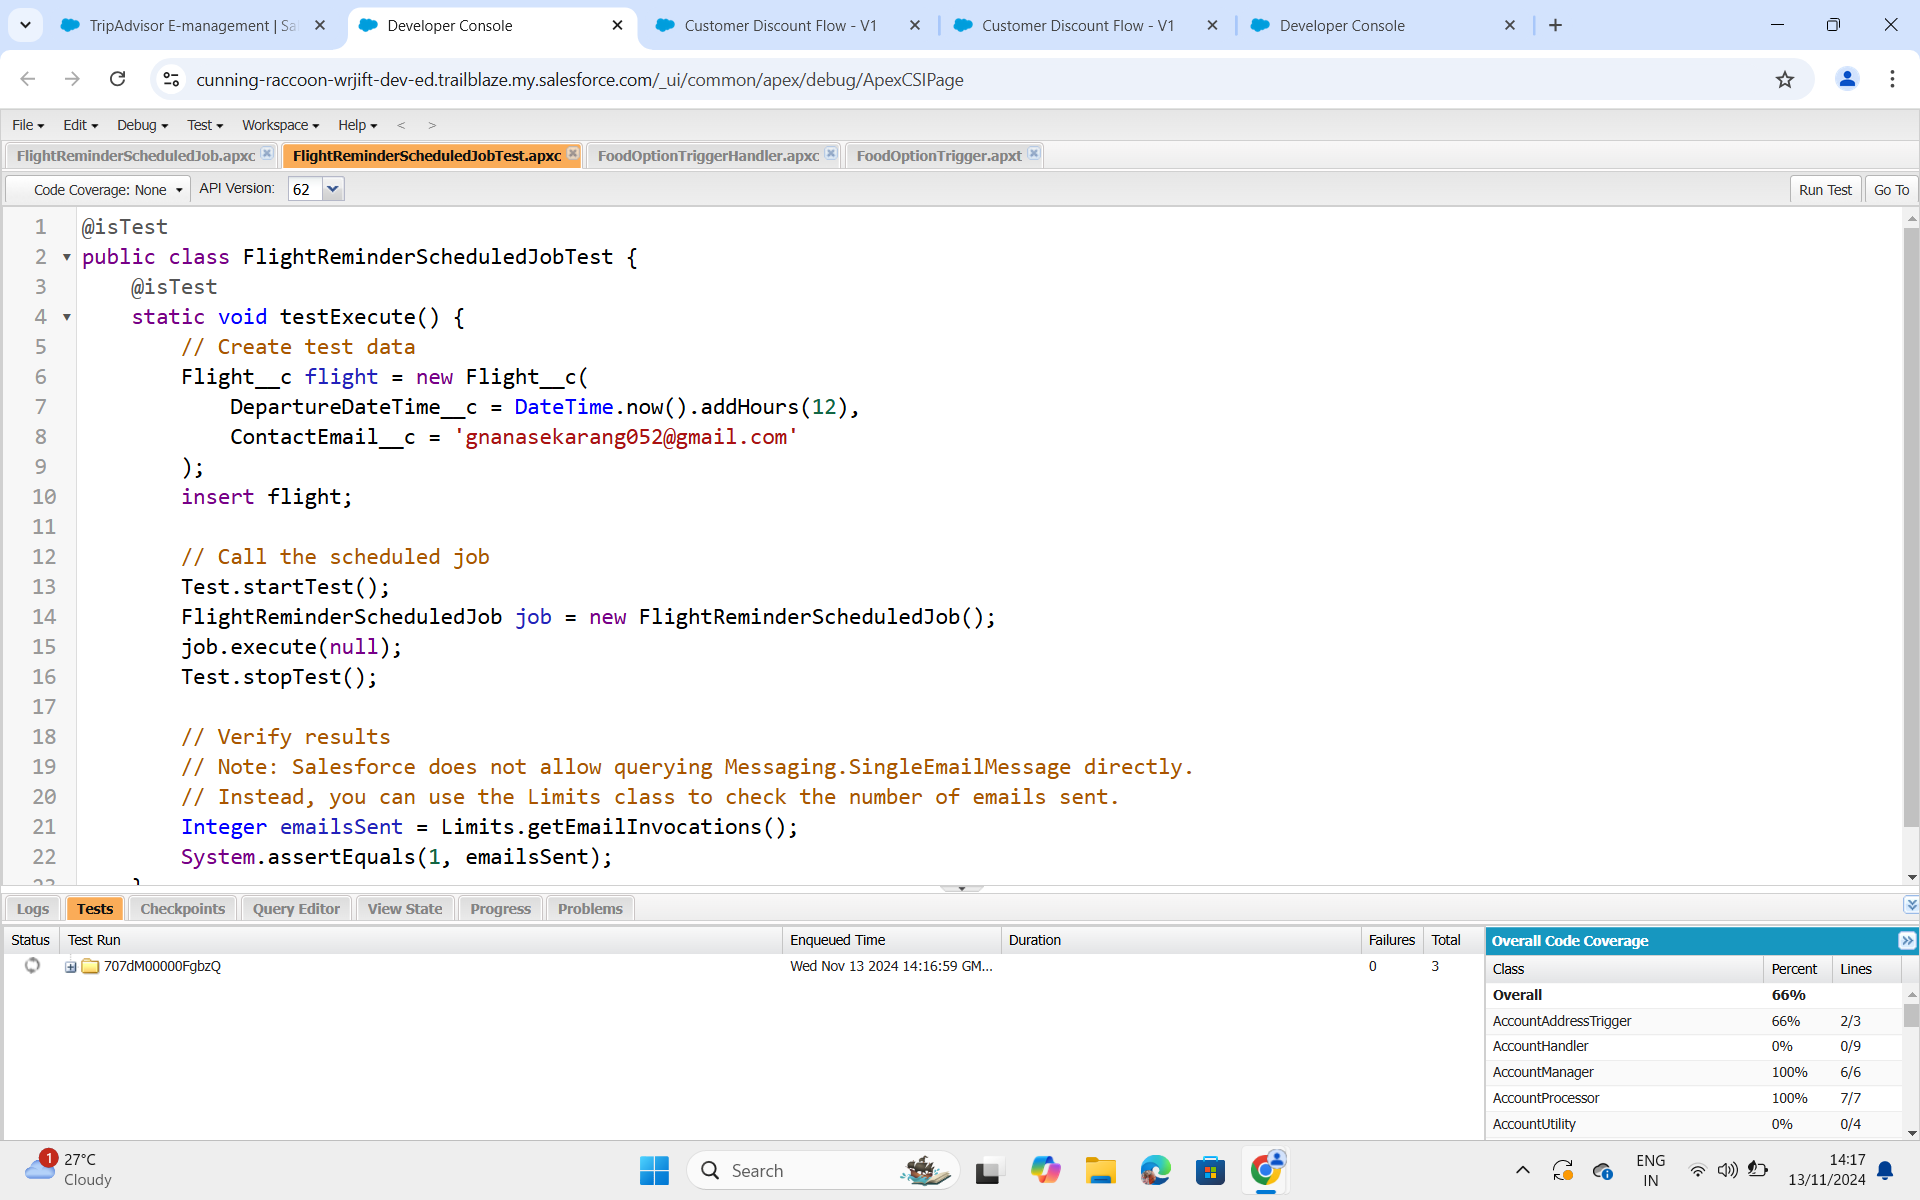 TripAdvisor E-management | Sa
Developer Console
Customer Discount Flow - V1
Customer Discount Flow - V1
Developer Console
cunning-raccoon-wrjift-dev-ed.trailblaze.my.salesforce.com/_ui/common/apex/debug/ApexCSIPage
File Edit Debug Test Workspace Help < >
FlightReminderScheduledJob.apxc FlightReminderScheduledJobTest.apxc FoodOptionTriggerHandler.apxc FoodOptionTrigger.apxt
Code Coverage: None API Version: 62 Run Test Go To
1 @isTest
2 public class FlightReminderScheduledJobTest {
3 @isTest
4 static void testExecute() {
5 // Create test data
6 Flight__c flight = new Flight__c(
7 DepartureDateTime__c = DateTime.now().addHours(12),
8 ContactEmail__c = 'gnanasekarang052@gmail.com'
9 );
10 insert flight;
11
12 // Call the scheduled job
13 Test.startTest();
14 FlightReminderScheduledJob job = new FlightReminderScheduledJob();
15 job.execute(null);
16 Test.stopTest();
17
18 // Verify results
19 // Note: Salesforce does not allow querying Messaging.SingleEmailMessage directly.
20 // Instead, you can use the Limits class to check the number of emails sent.
21 Integer emailsSent = Limits.getEmailInvocations();
22 System.assertEquals(1, emailsSent);
23 }
Logs Tests Checkpoints Query Editor View State Progress Problems
Status Test Run Enqueued Time Duration Failures Total
707dM00000FgbzQ Wed Nov 13 2024 14:16:59 GM... 0 3
Overall Code Coverage
Class Percent Lines
Overall 66%
AccountAddressTrigger 66% 2/3
AccountHandler 0% 0/9
AccountManager 100% 6/6
AccountProcessor 100% 7/7
AccountUtility 0% 0/4
1
27°C
Cloudy
Search
ENG
IN
14:17
13/11/2024